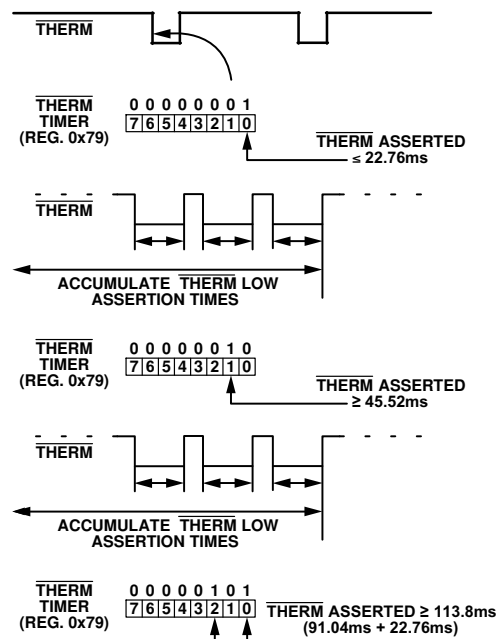 THERM
THERM
TIMER
(REG. 0x79)
0 0 0 0 0 0 0 1
7 6 5 4 3 2 1 0
THERM ASSERTED
≤ 22.76ms
THERM
ACCUMULATE THERM LOW
ASSERTION TIMES
THERM
TIMER
(REG. 0x79)
0 0 0 0 0 0 1 0
7 6 5 4 3 2 1 0
THERM ASSERTED
≥ 45.52ms
THERM
ACCUMULATE THERM LOW
ASSERTION TIMES
THERM
TIMER
(REG. 0x79)
0 0 0 0 0 1 0 1
7 6 5 4 3 2 1 0
THERM ASSERTED ≥ 113.8ms
(91.04ms + 22.76ms)